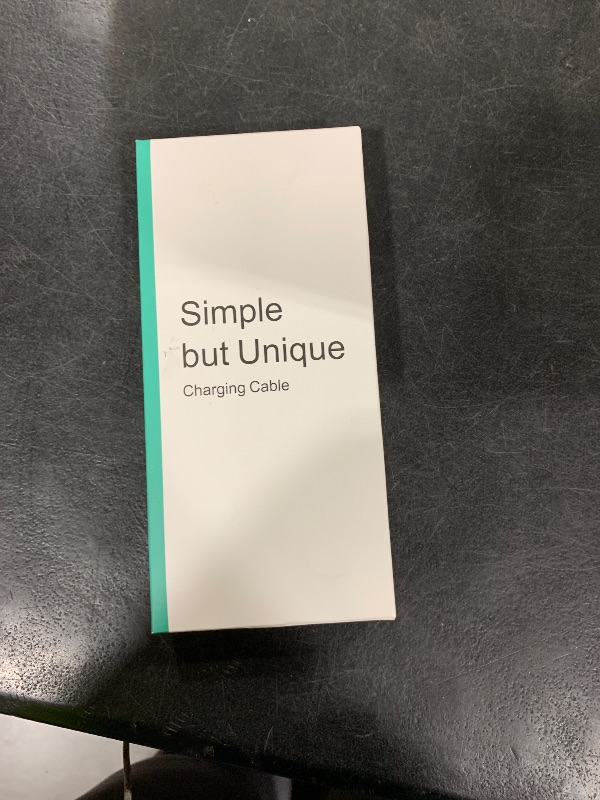 Simple
but Unique
Charging Cable